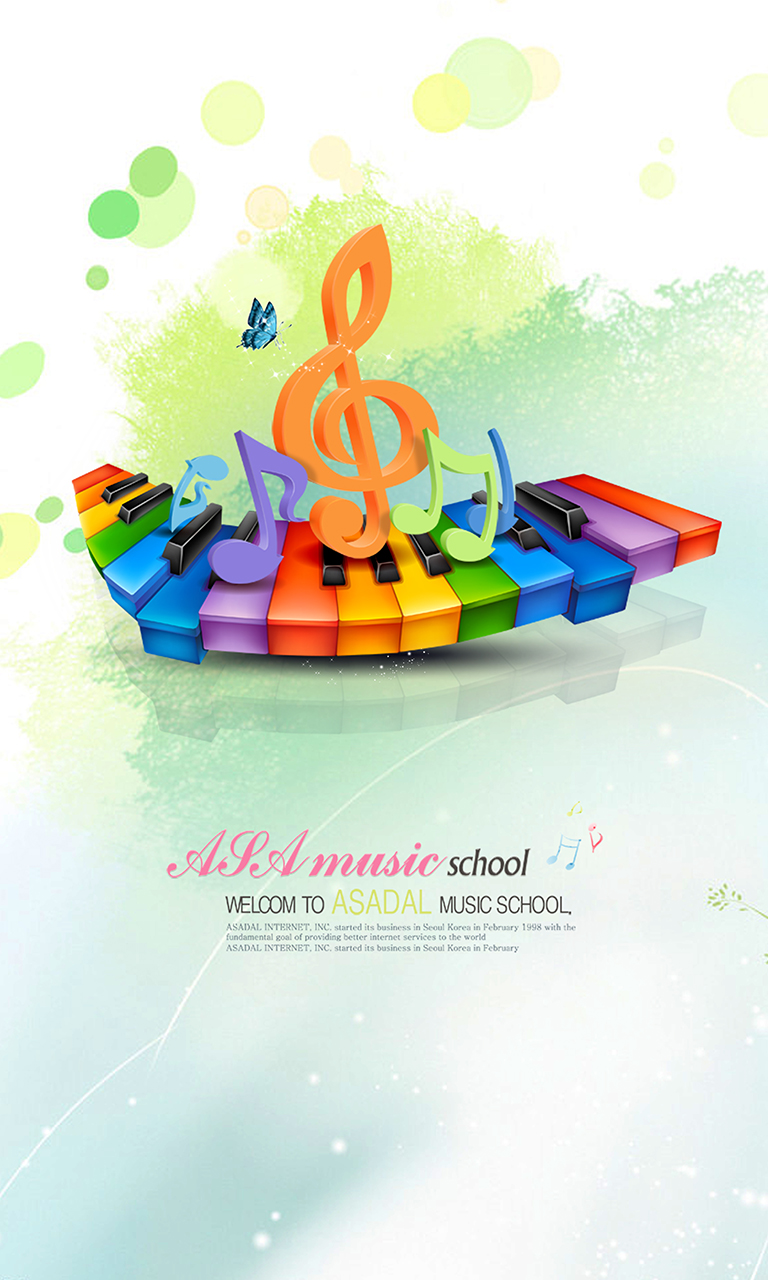 ASA music school
WELCOM TO ASADAL MUSIC SCHOOL,
ASADAL INTERNET, INC. started its business in Seoul Korea in February 1998 with the
fundamental goal of providing better internet services to the world
ASADAL INTERNET, INC. started its business in Seoul Korea in February